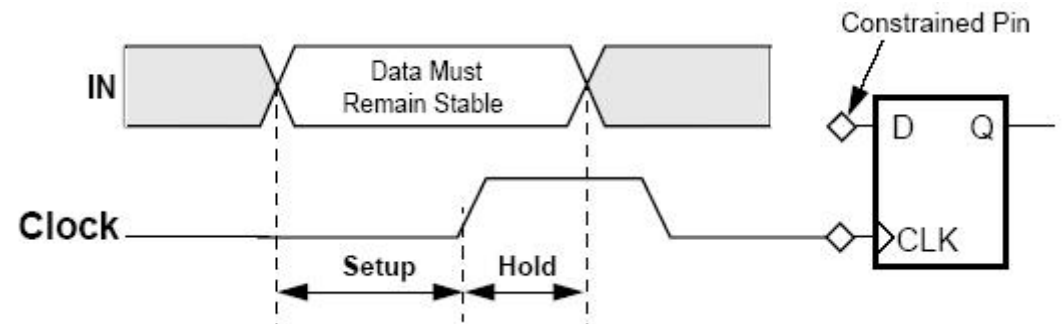 Constrained Pin
IN
Data Must
Remain Stable
D
Q
Clock
CLK
Setup
Hold